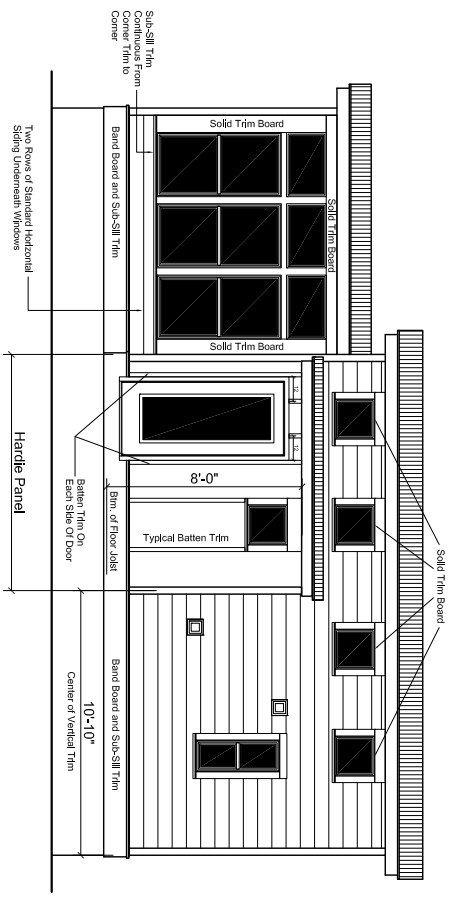 Solid Trim Board
Solid Trim Board
Solid Trim Board
Solid Trim Board
Sub-Sill Trim
Continuous From
Corner Trim to
Corner
Band Board and Sub-Sill Trim
Two Rows of Standard Horizontal
Siding Underneath Windows
12
12
8'-0"
Typical Batten Trim
Btm. of Floor Joist
Batten Trim On
Each Side Of Door
Hardie Panel
Band Board and Sub-Sill Trim
10'-10"
Center of Vertical Trim